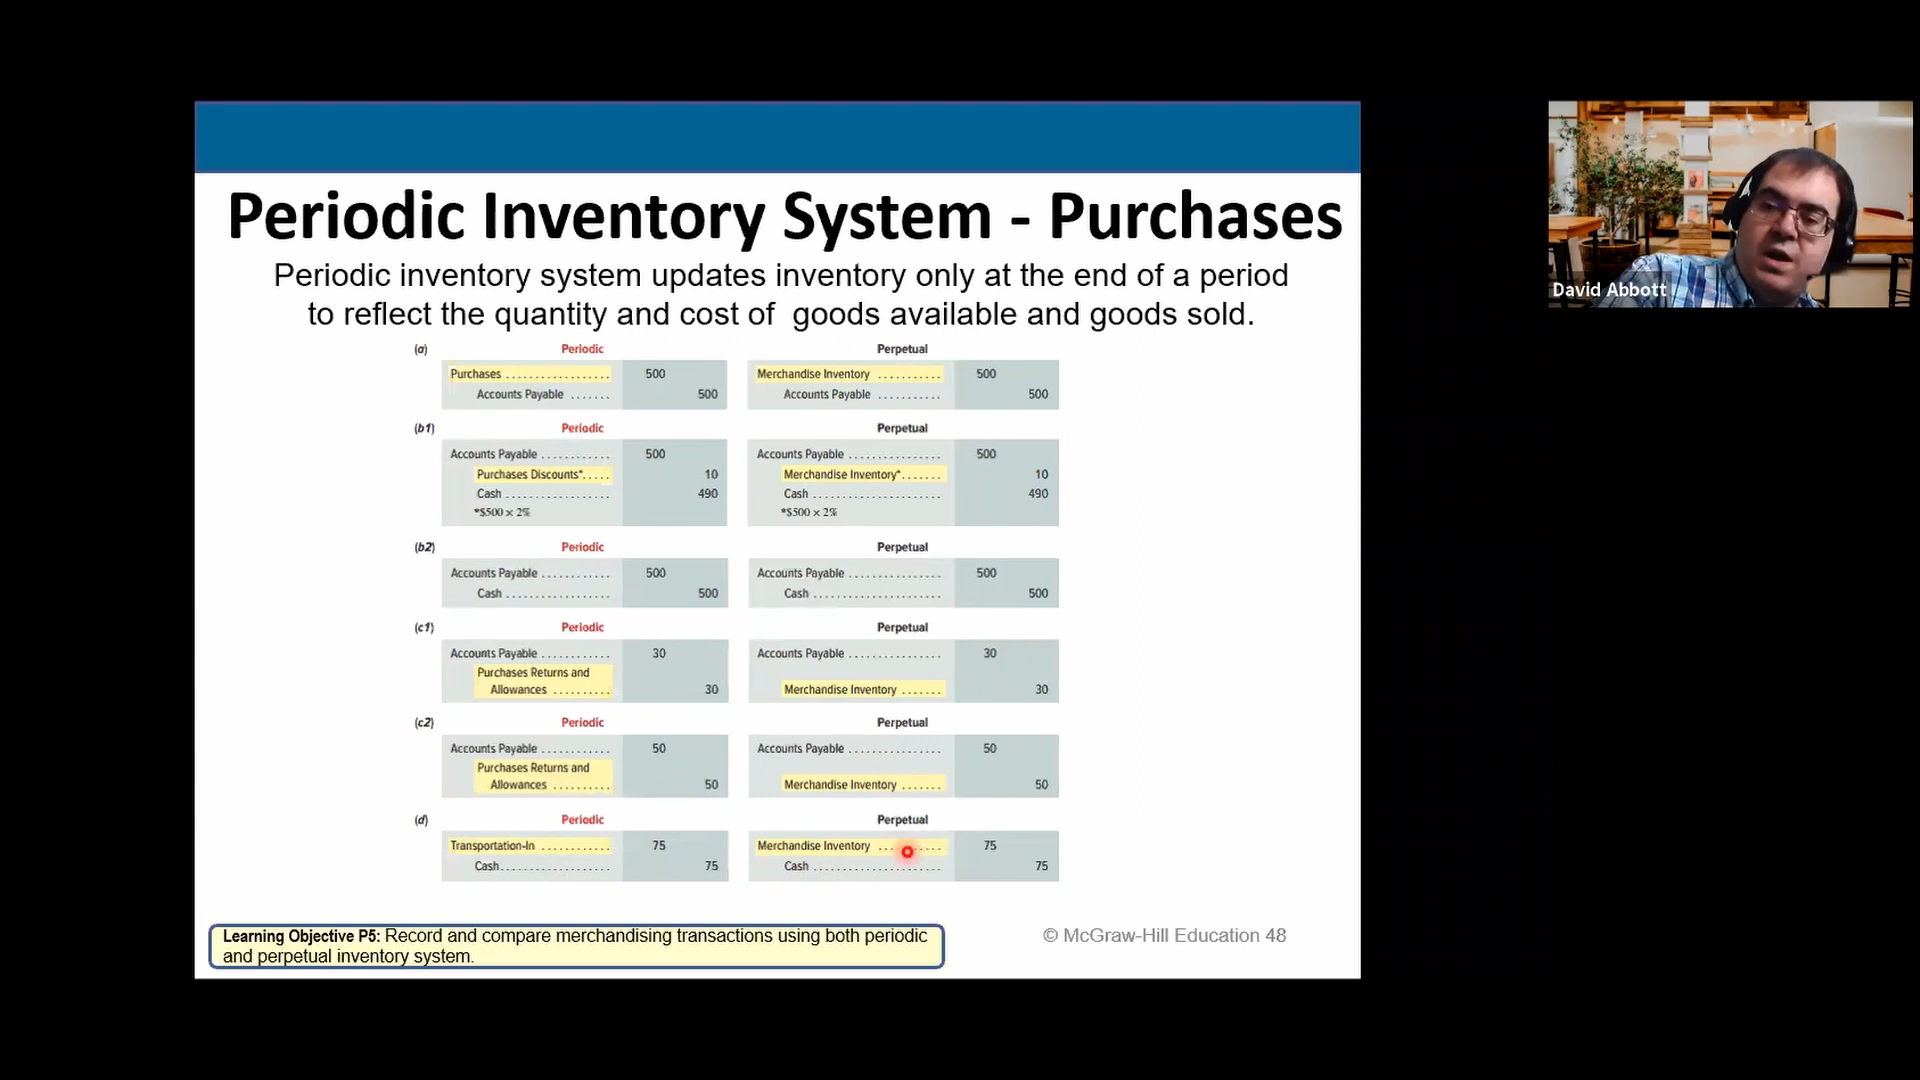 Periodic Inventory System - Purchases
Periodic inventory system updates inventory only at the end of a period
to reflect the quantity and cost of goods available and goods sold.
(a) Periodic Perpetual
Purchases .................. 500 Merchandise Inventory ........... 500
Accounts Payable ....... 500 Accounts Payable ........... 500
(b1) Periodic Perpetual
Accounts Payable ............ 500 Accounts Payable ................ 500
Purchases Discounts*..... 10 Merchandise Inventory*....... 10
Cash .................. 490 Cash ...................... 490
*$500 × 2% *$500 × 2%
(b2) Periodic Perpetual
Accounts Payable ............ 500 Accounts Payable ................ 500
Cash .................. 500 Cash ...................... 500
(c1) Periodic Perpetual
Accounts Payable ............ 30 Accounts Payable ................ 30
Purchases Returns and
Allowances .......... 30 Merchandise Inventory ....... 30
(c2) Periodic Perpetual
Accounts Payable ............ 50 Accounts Payable ................ 50
Purchases Returns and
Allowances .......... 50 Merchandise Inventory ....... 50
(d) Periodic Perpetual
Transportation-In ............ 75 Merchandise Inventory ........... 75
Cash................... 75 Cash ...................... 75
Learning Objective P5: Record and compare merchandising transactions using both periodic
and perpetual inventory system.
© McGraw-Hill Education 48
David Abbott